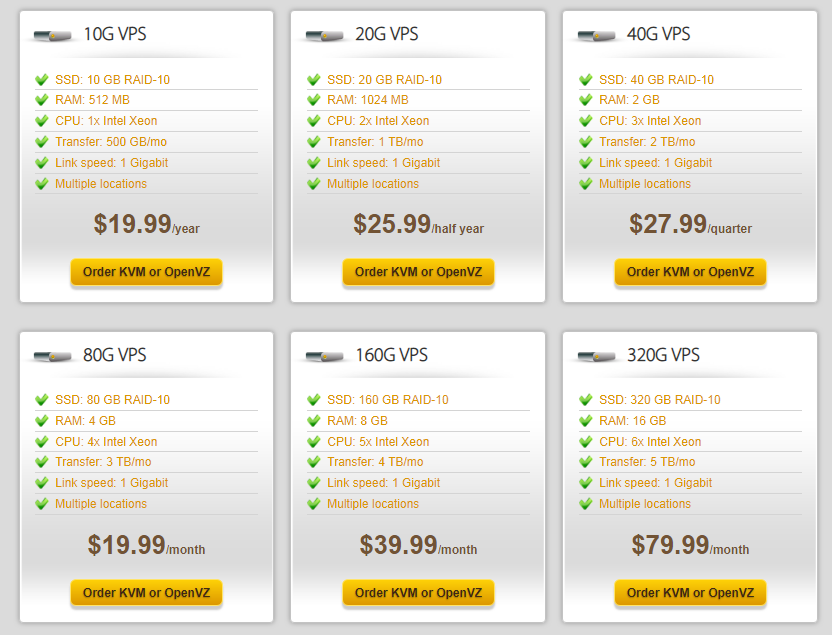 10G VPS
SSD: 10 GB RAID-10
RAM: 512 MB
CPU: 1x Intel Xeon
Transfer: 500 GB/mo
Link speed: 1 Gigabit
Multiple locations
$19.99/year
Order KVM or OpenVZ
20G VPS
SSD: 20 GB RAID-10
RAM: 1024 MB
CPU: 2x Intel Xeon
Transfer: 1 TB/mo
Link speed: 1 Gigabit
Multiple locations
$25.99/half year
Order KVM or OpenVZ
40G VPS
SSD: 40 GB RAID-10
RAM: 2 GB
CPU: 3x Intel Xeon
Transfer: 2 TB/mo
Link speed: 1 Gigabit
Multiple locations
$27.99/quarter
Order KVM or OpenVZ
80G VPS
SSD: 80 GB RAID-10
RAM: 4 GB
CPU: 4x Intel Xeon
Transfer: 3 TB/mo
Link speed: 1 Gigabit
Multiple locations
$19.99/month
Order KVM or OpenVZ
160G VPS
SSD: 160 GB RAID-10
RAM: 8 GB
CPU: 5x Intel Xeon
Transfer: 4 TB/mo
Link speed: 1 Gigabit
Multiple locations
$39.99/month
Order KVM or OpenVZ
320G VPS
SSD: 320 GB RAID-10
RAM: 16 GB
CPU: 6x Intel Xeon
Transfer: 5 TB/mo
Link speed: 1 Gigabit
Multiple locations
$79.99/month
Order KVM or OpenVZ